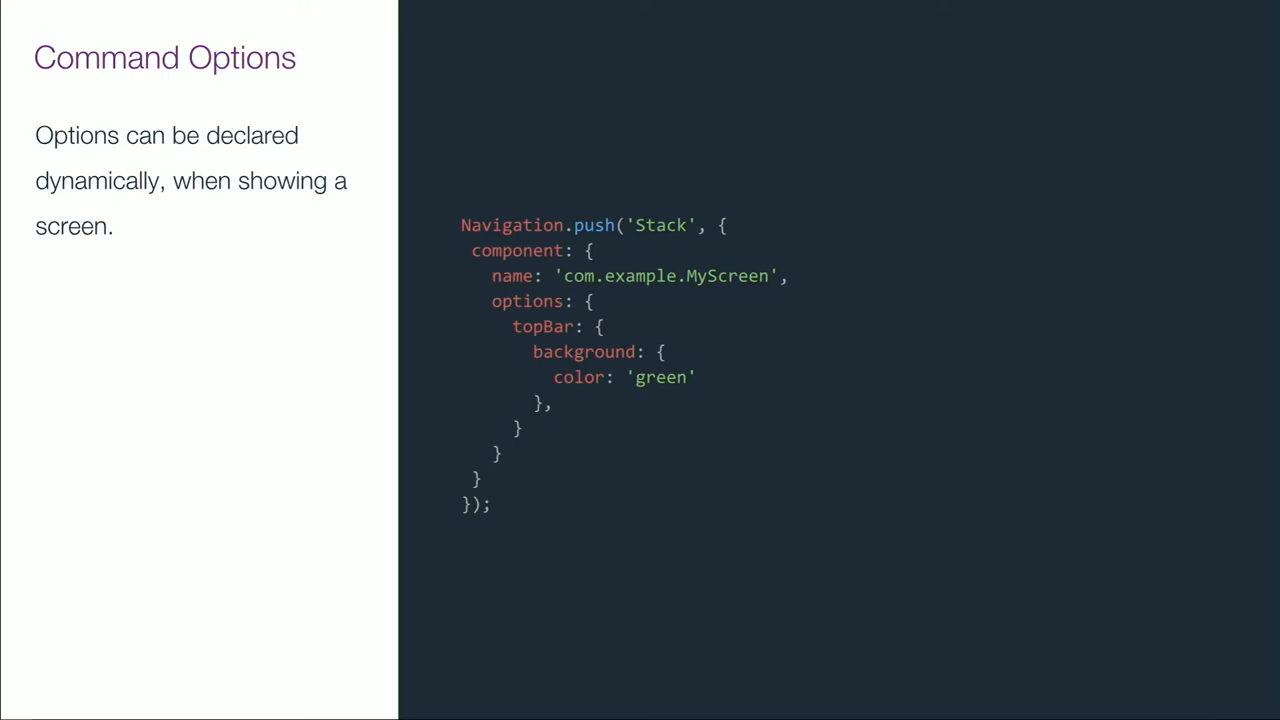 Command Options
Options can be declared
dynamically, when showing a
screen.
Navigation.push('Stack', {
component: {
name: 'com.example.MyScreen',
options: {
topBar: {
background: {
color: 'green'
},
}
}
}
});